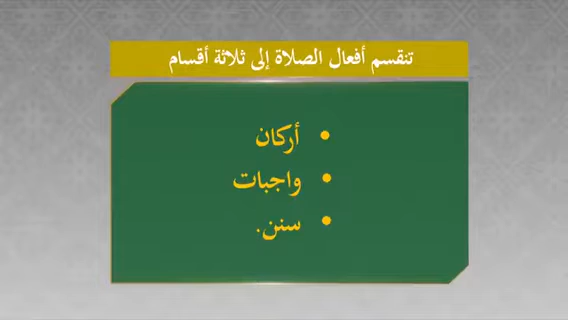 تنقسم أفعال الصلاة إلى ثلاثة أقسام
• أركان
• واجبات
• سنن.